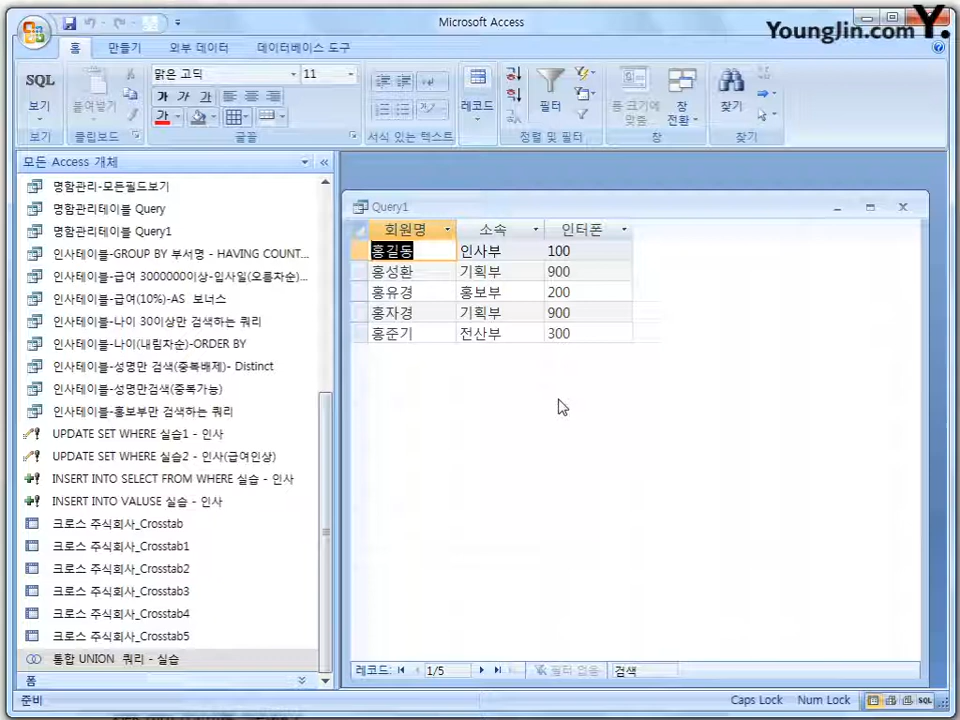 Microsoft Access
YoungJin.com Y.
홈 만들기 외부 데이터 데이터베이스 도구
SQL 맑은 고딕 11
보기 붙여넣기 레코드 필터 폼 크기에 맞춤 창 전환 찾기
보기 클립보드 글꼴 서식 있는 텍스트 정렬 및 필터 창 찾기
모든 Access 개체
명함관리-모든필드보기
명함관리테이블 Query
명함관리테이블 Query1
인사테이블-GROUP BY 부서명 - HAVING COUNT...
인사테이블-급여 3000000이상-입사일(오름차순)...
인사테이블-급여(10%)-AS 보너스
인사테이블-나이 30이상만 검색하는 쿼리
인사테이블-나이(내림차순)-ORDER BY
인사테이블-성명만 검색(중복배제)- Distinct
인사테이블-성명만검색(중복가능)
인사테이블-홍보부만 검색하는 쿼리
UPDATE SET WHERE 실습1 - 인사
UPDATE SET WHERE 실습2 - 인사(급여인상)
INSERT INTO SELECT FROM WHERE 실습 - 인사
INSERT INTO VALUSE 실습 - 인사
크로스 주식회사_Crosstab
크로스 주식회사_Crosstab1
크로스 주식회사_Crosstab2
크로스 주식회사_Crosstab3
크로스 주식회사_Crosstab4
크로스 주식회사_Crosstab5
통합 UNION 쿼리 - 실습
폼
Query1
회원명 소속 인터폰
홍길동 인사부 100
홍성환 기획부 900
홍유경 홍보부 200
홍자경 기획부 900
홍준기 전산부 300
레코드: 1/5 필터 없음 검색
준비 Caps Lock Num Lock SQL